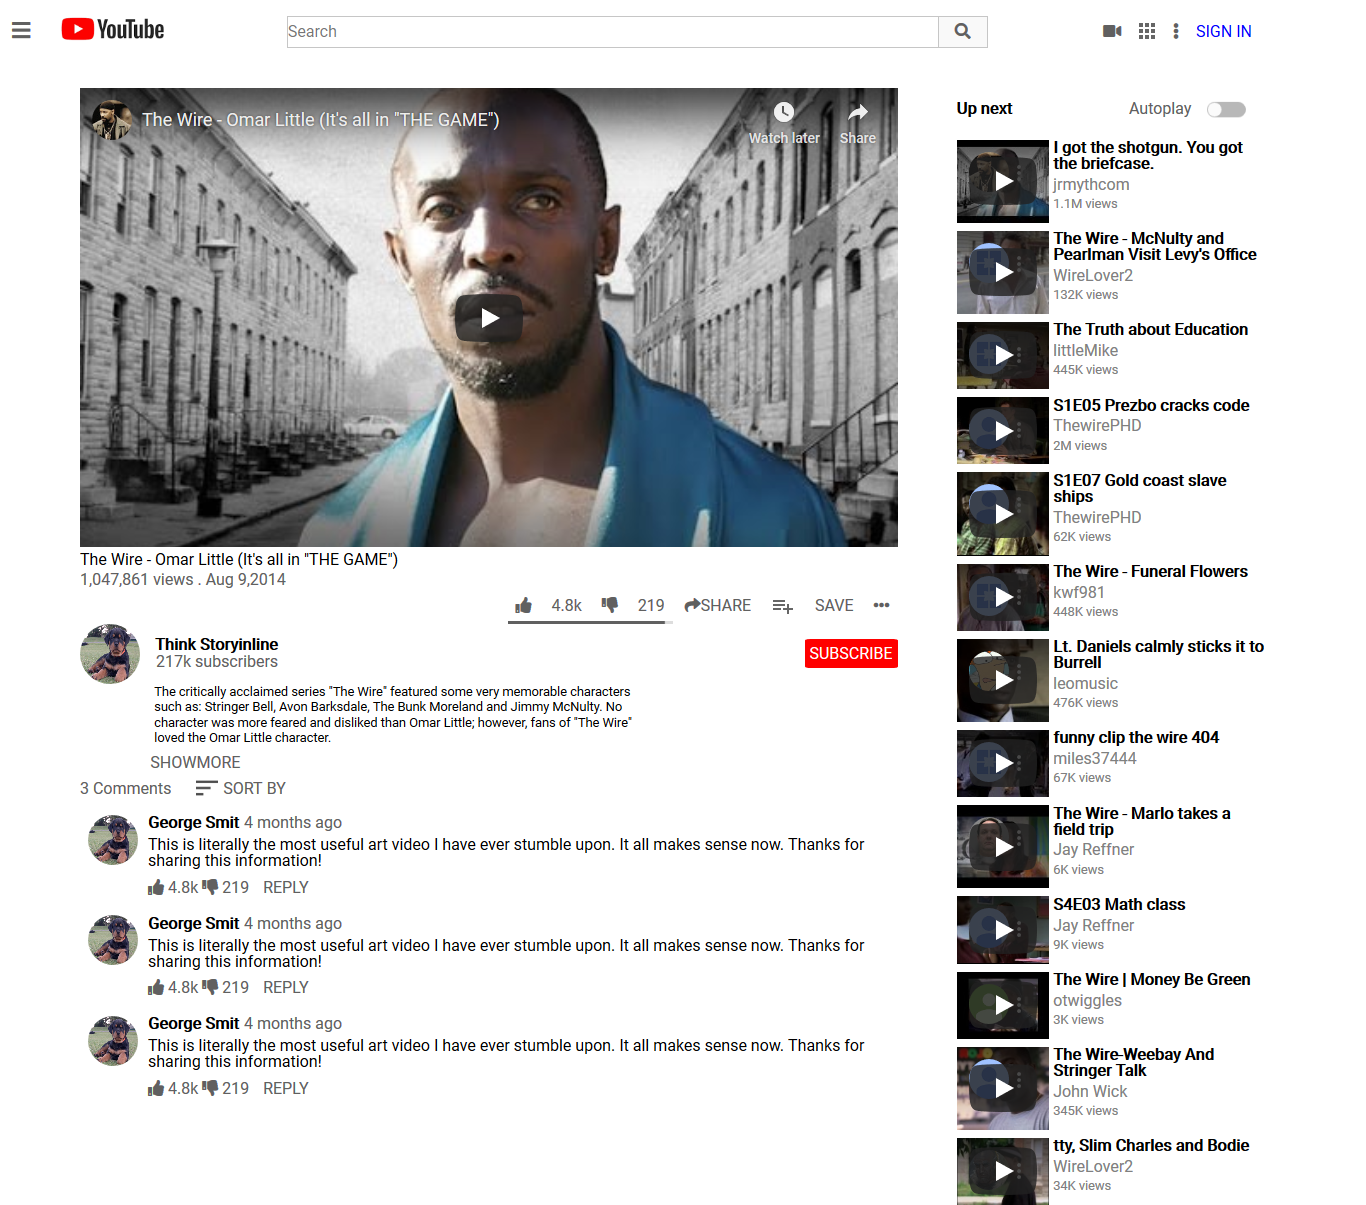 YouTube
Search
SIGN IN
The Wire - Omar Little (It's all in "THE GAME")
Watch later
Share
The Wire - Omar Little (It's all in "THE GAME")
1,047,861 views . Aug 9,2014
4.8k 219 SHARE SAVE
Think Storyinline
217k subscribers
SUBSCRIBE
The critically acclaimed series "The Wire" featured some very memorable characters
such as: Stringer Bell, Avon Barksdale, The Bunk Moreland and Jimmy McNulty. No
character was more feared and disliked than Omar Little; however, fans of "The Wire"
loved the Omar Little character.
SHOWMORE
3 Comments SORT BY
George Smit 4 months ago
This is literally the most useful art video I have ever stumble upon. It all makes sense now. Thanks for
sharing this information!
4.8k 219 REPLY
George Smit 4 months ago
This is literally the most useful art video I have ever stumble upon. It all makes sense now. Thanks for
sharing this information!
4.8k 219 REPLY
George Smit 4 months ago
This is literally the most useful art video I have ever stumble upon. It all makes sense now. Thanks for
sharing this information!
4.8k 219 REPLY
Up next Autoplay
I got the shotgun. You got
the briefcase.
jrmythcom
1.1M views
The Wire - McNulty and
Pearlman Visit Levy's Office
WireLover2
132K views
The Truth about Education
littleMike
445K views
S1E05 Prezbo cracks code
ThewirePHD
2M views
S1E07 Gold coast slave
ships
ThewirePHD
62K views
The Wire - Funeral Flowers
kwf981
448K views
Lt. Daniels calmly sticks it to
Burrell
leomusic
476K views
funny clip the wire 404
miles37444
67K views
The Wire - Marlo takes a
field trip
Jay Reffner
6K views
S4E03 Math class
Jay Reffner
9K views
The Wire | Money Be Green
otwiggles
3K views
The Wire-Weebay And
Stringer Talk
John Wick
345K views
tty, Slim Charles and Bodie
WireLover2
34K views